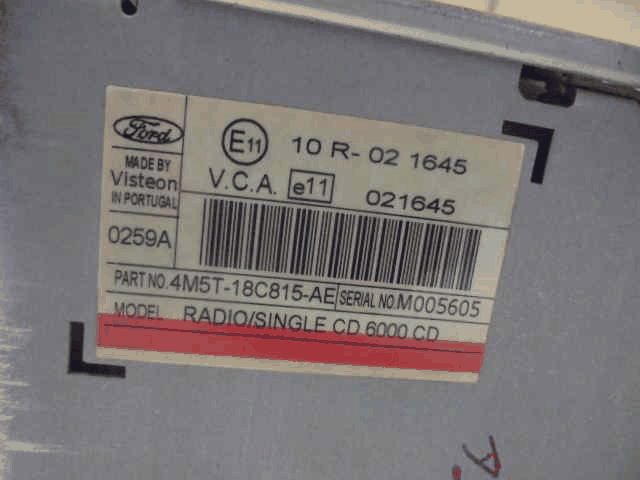 Ford
MADE BY
Visteon
IN PORTUGAL
0259A
E11 10 R- 02 1645
V.C.A. e11 021645
PART NO. 4M5T-18C815-AE SERIAL NO. M005605
MODEL RADIO/SINGLE CD 6000 CD